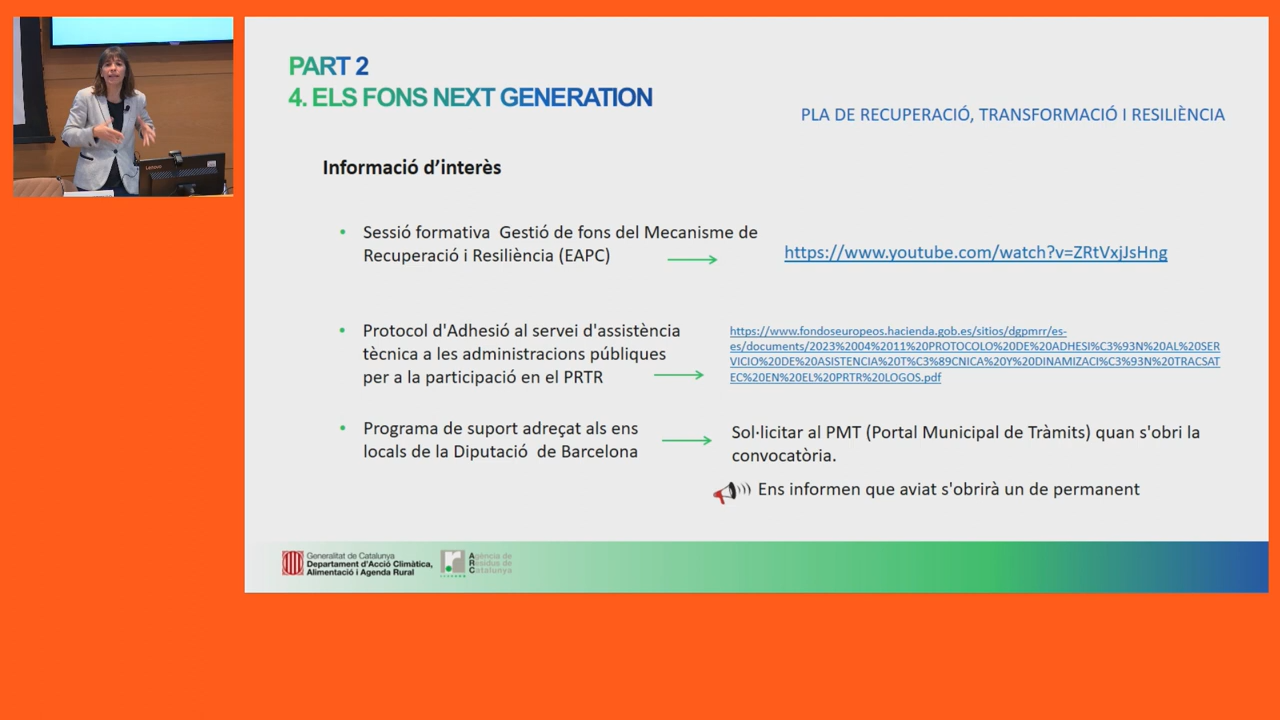 PART 2
4. ELS FONS NEXT GENERATION
PLA DE RECUPERACIÓ, TRANSFORMACIÓ I RESILIÈNCIA
Informació d’interès
• Sessió formativa Gestió de fons del Mecanisme de
Recuperació i Resiliència (EAPC)
https://www.youtube.com/watch?v=ZRtVxjJsHng
• Protocol d'Adhesió al servei d'assistència
tècnica a les administracions públiques
per a la participació en el PRTR
https://www.fondoseuropeos.hacienda.gob.es/sitios/dgpmrr/es-
es/documents/2023%2004%2011%20PROTOCOLO%20DE%20ADHESI%C3%93N%20AL%20SER
VICIO%20DE%20ASISTENCIA%20T%C3%89CNICA%20Y%20DINAMIZACI%C3%93N%20TRACSAT
EC%20EN%20EL%20PRTR%20LOGOS.pdf
• Programa de suport adreçat als ens
locals de la Diputació de Barcelona
Sol·licitar al PMT (Portal Municipal de Tràmits) quan s'obri la
convocatòria.
Ens informen que aviat s'obrirà un de permanent
Generalitat de Catalunya
Departament d'Acció Climàtica,
Alimentació i Agenda Rural
Agència de
Residus de
Catalunya